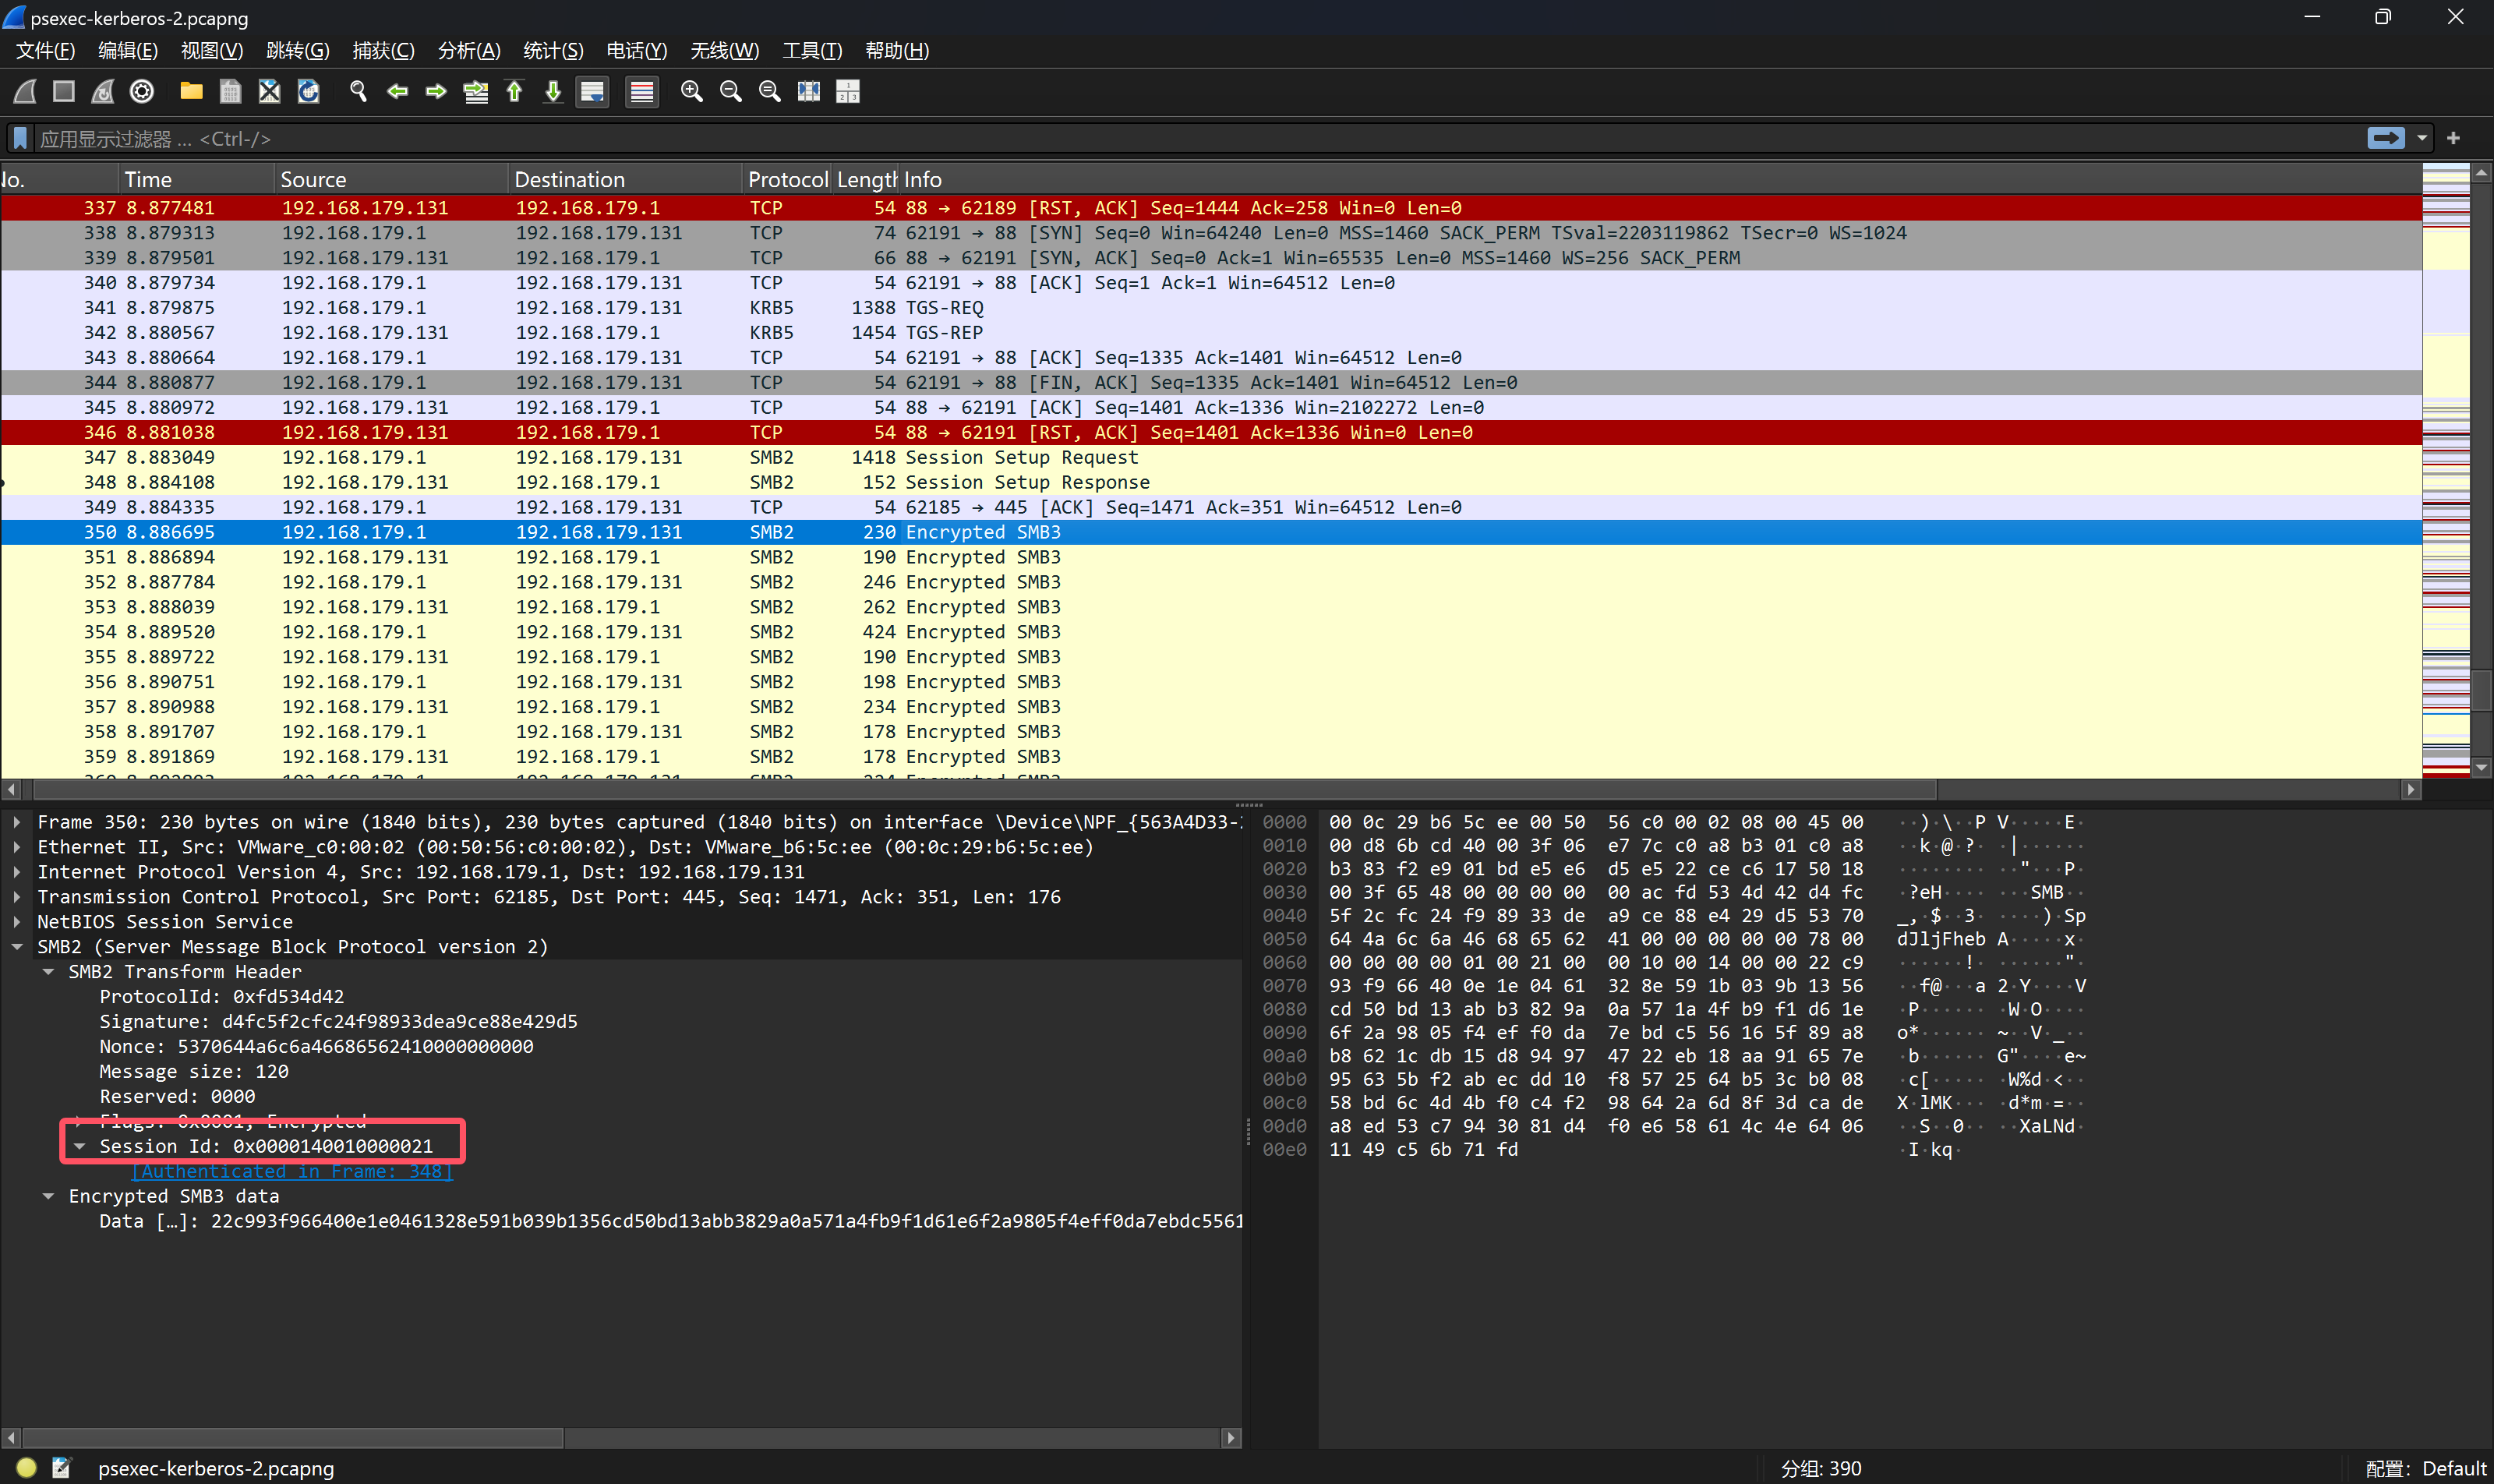 psexec-kerberos-2.pcapng
文件(F) 编辑(E) 视图(V) 跳转(G) 捕获(C) 分析(A) 统计(S) 电话(Y) 无线(W) 工具(T) 帮助(H)
应用显示过滤器 … <Ctrl-/>
No. Time Source Destination Protocol Length Info
337 8.877481 192.168.179.131 192.168.179.1 TCP 54 88 → 62189 [RST, ACK] Seq=1444 Ack=258 Win=0 Len=0
338 8.879313 192.168.179.1 192.168.179.131 TCP 74 62191 → 88 [SYN] Seq=0 Win=64240 Len=0 MSS=1460 SACK_PERM TSval=2203119862 TSecr=0 WS=1024
339 8.879501 192.168.179.131 192.168.179.1 TCP 66 88 → 62191 [SYN, ACK] Seq=0 Ack=1 Win=65535 Len=0 MSS=1460 WS=256 SACK_PERM
340 8.879734 192.168.179.1 192.168.179.131 TCP 54 62191 → 88 [ACK] Seq=1 Ack=1 Win=64512 Len=0
341 8.879875 192.168.179.1 192.168.179.131 KRB5 1388 TGS-REQ
342 8.880567 192.168.179.131 192.168.179.1 KRB5 1454 TGS-REP
343 8.880664 192.168.179.1 192.168.179.131 TCP 54 62191 → 88 [ACK] Seq=1335 Ack=1401 Win=64512 Len=0
344 8.880877 192.168.179.1 192.168.179.131 TCP 54 62191 → 88 [FIN, ACK] Seq=1335 Ack=1401 Win=64512 Len=0
345 8.880972 192.168.179.131 192.168.179.1 TCP 54 88 → 62191 [ACK] Seq=1401 Ack=1336 Win=2102272 Len=0
346 8.881038 192.168.179.131 192.168.179.1 TCP 54 88 → 62191 [RST, ACK] Seq=1401 Ack=1336 Win=0 Len=0
347 8.883049 192.168.179.1 192.168.179.131 SMB2 1418 Session Setup Request
348 8.884108 192.168.179.131 192.168.179.1 SMB2 152 Session Setup Response
349 8.884335 192.168.179.1 192.168.179.131 TCP 54 62185 → 445 [ACK] Seq=1471 Ack=351 Win=64512 Len=0
350 8.886695 192.168.179.1 192.168.179.131 SMB2 230 Encrypted SMB3
351 8.886894 192.168.179.131 192.168.179.1 SMB2 190 Encrypted SMB3
352 8.887784 192.168.179.1 192.168.179.131 SMB2 246 Encrypted SMB3
353 8.888039 192.168.179.131 192.168.179.1 SMB2 262 Encrypted SMB3
354 8.889520 192.168.179.1 192.168.179.131 SMB2 424 Encrypted SMB3
355 8.889722 192.168.179.131 192.168.179.1 SMB2 190 Encrypted SMB3
356 8.890751 192.168.179.1 192.168.179.131 SMB2 198 Encrypted SMB3
357 8.890988 192.168.179.131 192.168.179.1 SMB2 234 Encrypted SMB3
358 8.891707 192.168.179.1 192.168.179.131 SMB2 178 Encrypted SMB3
359 8.891869 192.168.179.131 192.168.179.1 SMB2 178 Encrypted SMB3
Frame 350: 230 bytes on wire (1840 bits), 230 bytes captured (1840 bits) on interface \Device\NPF_{563A4D33-
Ethernet II, Src: VMware_c0:00:02 (00:50:56:c0:00:02), Dst: VMware_b6:5c:ee (00:0c:29:b6:5c:ee)
Internet Protocol Version 4, Src: 192.168.179.1, Dst: 192.168.179.131
Transmission Control Protocol, Src Port: 62185, Dst Port: 445, Seq: 1471, Ack: 351, Len: 176
NetBIOS Session Service
SMB2 (Server Message Block Protocol version 2)
SMB2 Transform Header
ProtocolId: 0xfd534d42
Signature: d4fc5f2cfc24f98933dea9ce88e429d5
Nonce: 5370644a6c6a46686562410000000000
Message size: 120
Reserved: 0000
Flags: 0x0001, Encrypted
Session Id: 0x0000140010000021
[Authenticated in Frame: 348]
Encrypted SMB3 data
Data […]: 22c993f966400e1e0461328e591b039b1356cd50bd13abb3829a0a571a4fb9f1d61e6f2a9805f4eff0da7ebdc5561
0000 00 0c 29 b6 5c ee 00 50 56 c0 00 02 08 00 45 00 ··)·\··P V·····E·
0010 00 d8 6b cd 40 00 3f 06 e7 7c c0 a8 b3 01 c0 a8 ··k·@·?· ·|······
0020 b3 83 f2 e9 01 bd e5 e6 d5 e5 22 ce c6 17 50 18 ········ ··"···P·
0030 00 3f 65 48 00 00 00 00 00 ac fd 53 4d 42 d4 fc ·?eH···· ···SMB··
0040 5f 2c fc 24 f9 89 33 de a9 ce 88 e4 29 d5 53 70 _,·$··3· ····)·Sp
0050 64 4a 6c 6a 46 68 65 62 41 00 00 00 00 00 78 00 dJljFheb A·····x·
0060 00 00 00 00 01 00 21 00 00 10 00 14 00 00 22 c9 ······!· ······"·
0070 93 f9 66 40 0e 1e 04 61 32 8e 59 1b 03 9b 13 56 ··f@···a 2·Y····V
0080 cd 50 bd 13 ab b3 82 9a 0a 57 1a 4f b9 f1 d6 1e ·P······ ·W·O····
0090 6f 2a 98 05 f4 ef f0 da 7e bd c5 56 16 5f 89 a8 o*······ ~··V·_··
00a0 b8 62 1c db 15 d8 94 97 47 22 eb 18 aa 91 65 7e ·b······ G"····e~
00b0 95 63 5b f2 ab ec dd 10 f8 57 25 64 b5 3c b0 08 ·c[····· ·W%d·<··
00c0 58 bd 6c 4d 4b f0 c4 f2 98 64 2a 6d 8f 3d ca de X·lMK··· ·d*m·=··
00d0 a8 ed 53 c7 94 30 81 d4 f0 e6 58 61 4c 4e 64 06 ··S··0·· ··XaLNd·
00e0 11 49 c5 6b 71 fd ·I·kq·
psexec-kerberos-2.pcapng 分组: 390 配置: Default